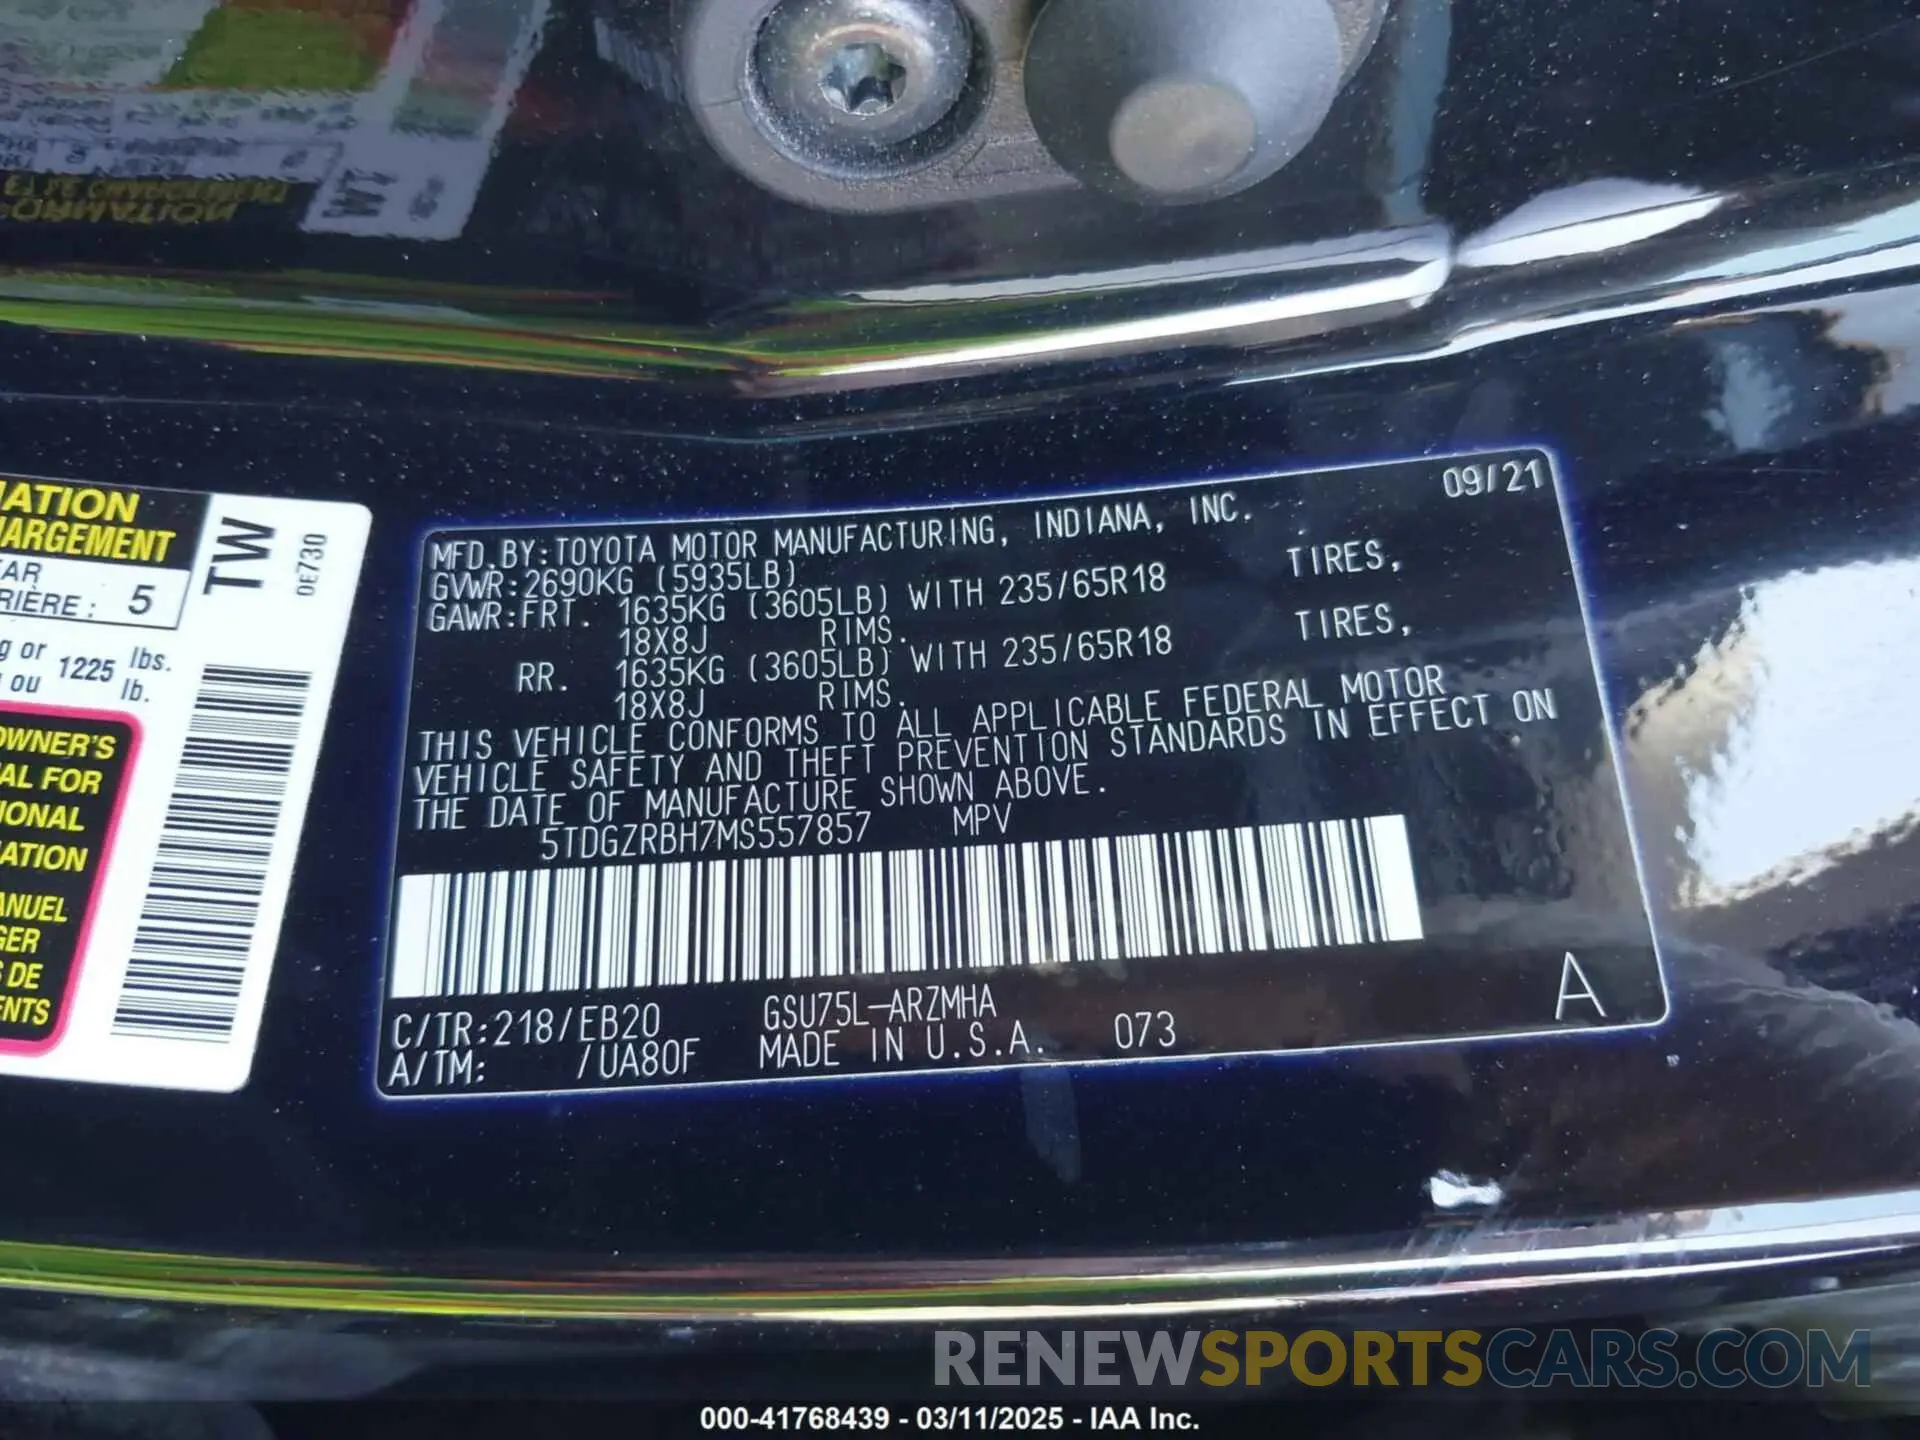 MATION
HARGEMENT
AR
RIÈRE : 5
g or 1225 lbs.
ou lb.
TW
0E730
OWNER'S
AL FOR
IONAL
ATION
ANUEL
GER
DE
ENTS
09/21
MFD.BY:TOYOTA MOTOR MANUFACTURING, INDIANA, INC.
GVWR:2690KG (5935LB)
GAWR:FRT. 1635KG (3605LB) WITH 235/65R18 TIRES,
18X8J RIMS.
RR. 1635KG (3605LB) WITH 235/65R18 TIRES,
18X8J RIMS.
THIS VEHICLE CONFORMS TO ALL APPLICABLE FEDERAL MOTOR
VEHICLE SAFETY AND THEFT PREVENTION STANDARDS IN EFFECT ON
THE DATE OF MANUFACTURE SHOWN ABOVE.
5TDGZRBH7MS557857 MPV
C/TR:218/EB20 GSU75L-ARZMHA
A/TM: /UA80F MADE IN U.S.A. 073
A
RENEWSPORTSCARS.COM
000-41768439 - 03/11/2025 - IAA Inc.